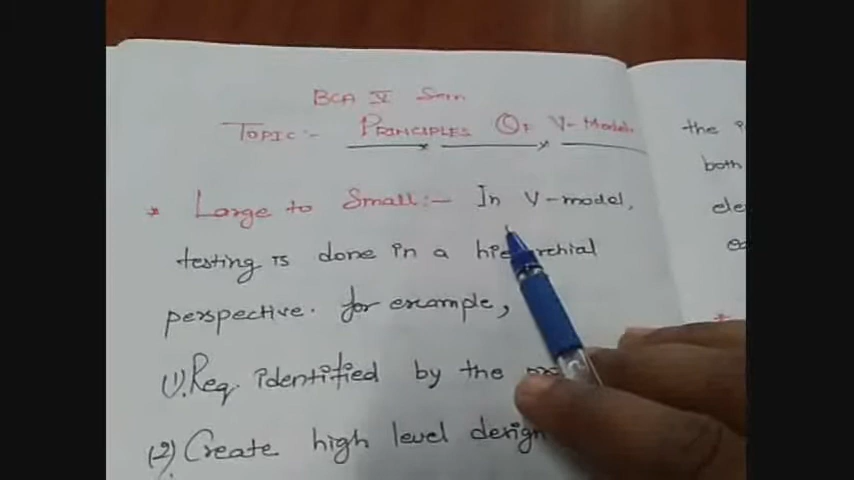 BCA V Sem
TOPIC:- PRINCIPLES OF V-Model
* Large to Small:- In V-model,
testing is done in a hierarchial
perspective. for example,
(1) Req. identified by the
(2) Create high level design
the
both